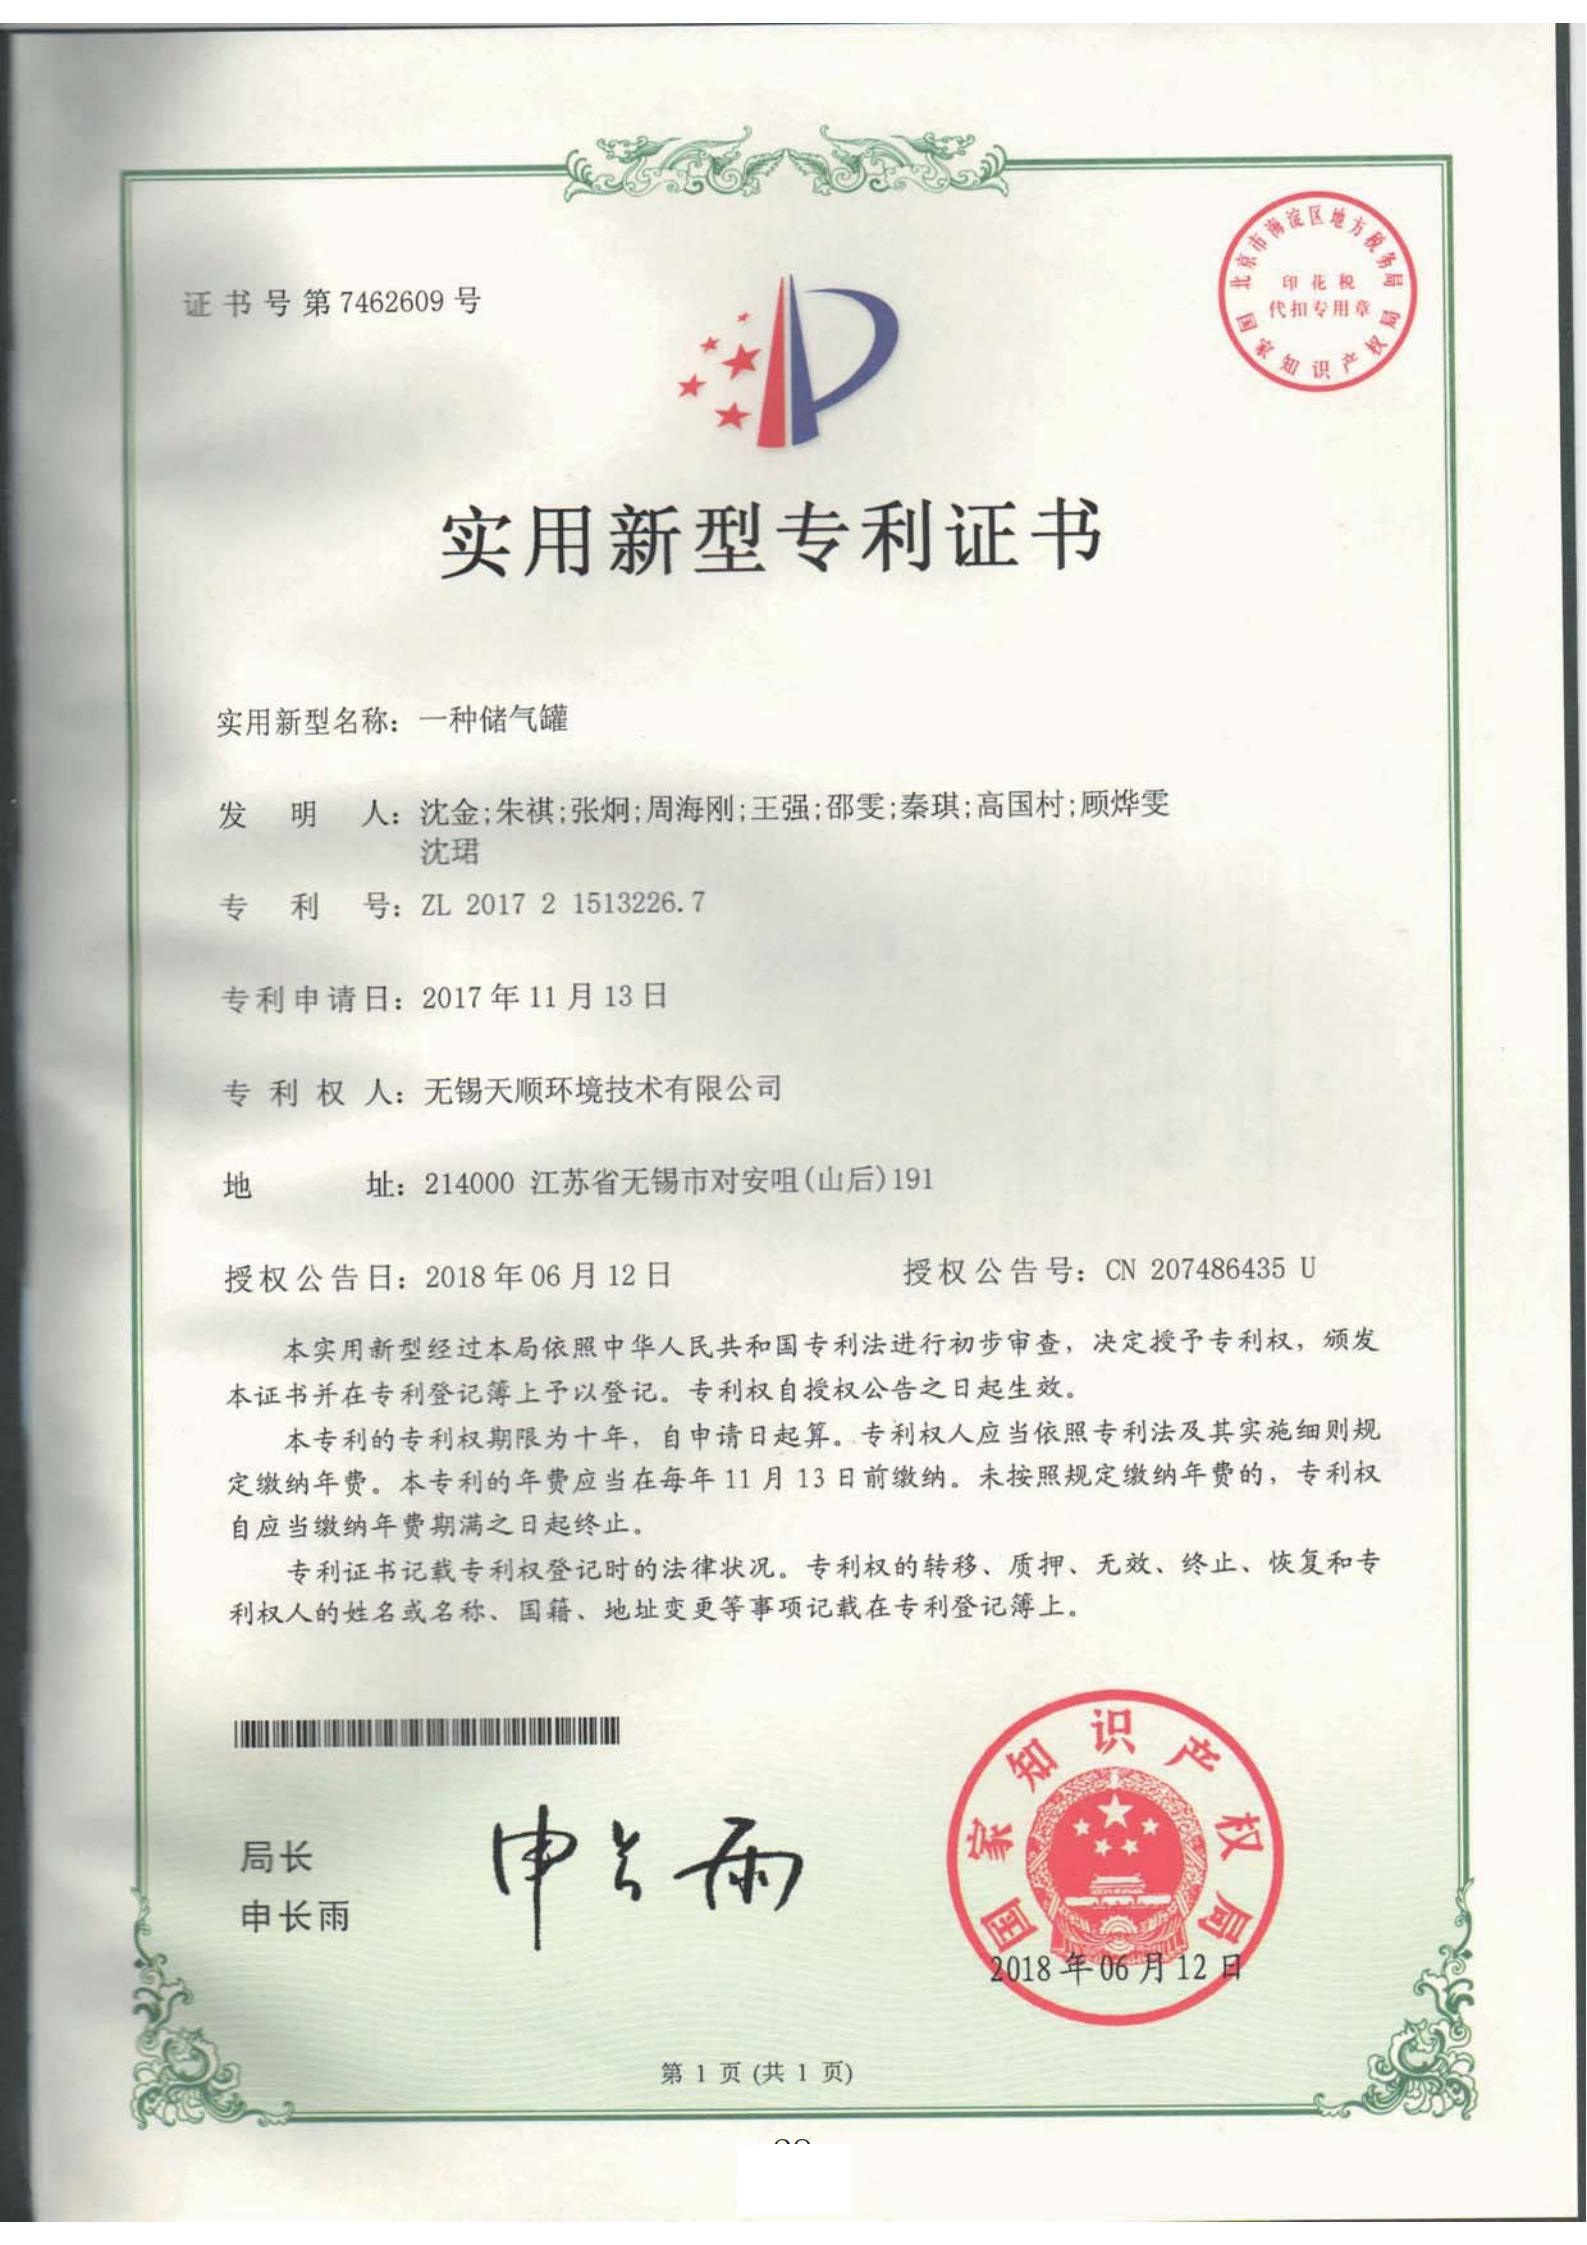 证书号第7462609号
北京市海淀区地方税务局
印花税
代扣专用章
国家知识产权局
实用新型专利证书
实用新型名称：一种储气罐
发明人：沈金;朱祺;张炯;周海刚;王强;邵雯;秦琪;高国村;顾烨雯
沈珺
专利号：ZL 2017 2 1513226.7
专利申请日：2017年11月13日
专利权人：无锡天顺环境技术有限公司
地址：214000 江苏省无锡市对安咀(山后)191
授权公告日：2018年06月12日 授权公告号：CN 207486435 U
本实用新型经过本局依照中华人民共和国专利法进行初步审查，决定授予专利权，颁发
本证书并在专利登记簿上予以登记。专利权自授权公告之日起生效。
本专利的专利权期限为十年，自申请日起算。专利权人应当依照专利法及其实施细则规
定缴纳年费。本专利的年费应当在每年11月13日前缴纳。未按照规定缴纳年费的，专利权
自应当缴纳年费期满之日起终止。
专利证书记载专利权登记时的法律状况。专利权的转移、质押、无效、终止、恢复和专
利权人的姓名或名称、国籍、地址变更等事项记载在专利登记簿上。
局长
申长雨
申长雨
国家知识产权局
2018年06月12日
第 1 页 (共 1 页)